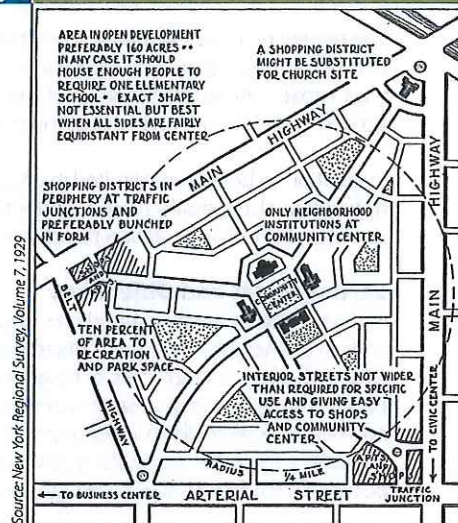 AREA IN OPEN DEVELOPMENT
PREFERABLY 160 ACRES ••
IN ANY CASE IT SHOULD
HOUSE ENOUGH PEOPLE TO
REQUIRE ONE ELEMENTARY
SCHOOL • EXACT SHAPE
NOT ESSENTIAL BUT BEST
WHEN ALL SIDES ARE FAIRLY
EQUIDISTANT FROM CENTER
A SHOPPING DISTRICT
MIGHT BE SUBSTITUTED
FOR CHURCH SITE
MAIN HIGHWAY
HIGHWAY
MAIN
SHOPPING DISTRICTS IN
PERIPHERY AT TRAFFIC
JUNCTIONS AND
PREFERABLY BUNCHED
IN FORM
ONLY NEIGHBORHOOD
INSTITUTIONS AT
COMMUNITY CENTER
COMMUNITY
CENTER
AND
BELT
HIGHWAY
TEN PERCENT
OF AREA TO
RECREATION
AND PARK SPACE
INTERIOR STREETS NOT WIDER
THAN REQUIRED FOR SPECIFIC
USE AND GIVING EASY
ACCESS TO SHOPS
AND COMMUNITY
CENTER
TO CIVIC CENTER
RADIUS 1/4 MILE
AND
← TO BUSINESS CENTER ARTERIAL STREET
TRAFFIC
JUNCTION
Source: New York Regional Survey, Volume 7, 1929